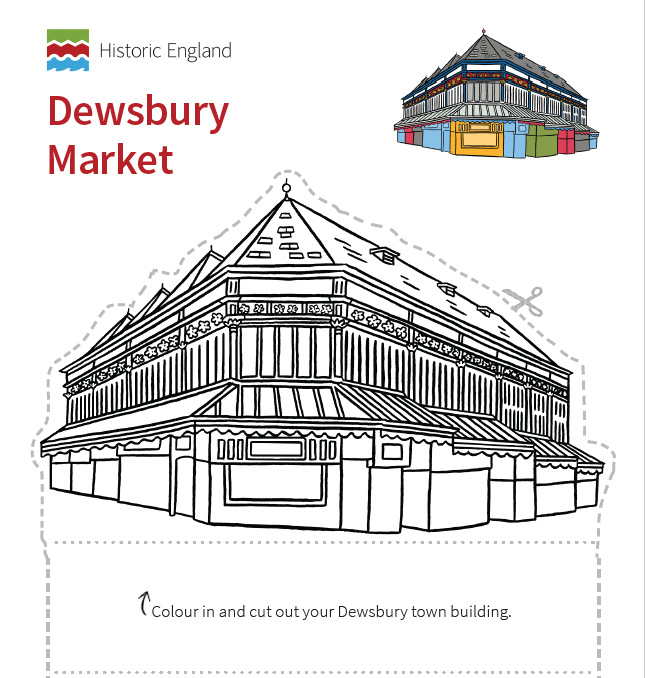 Historic England
Dewsbury
Market
Colour in and cut out your Dewsbury town building.